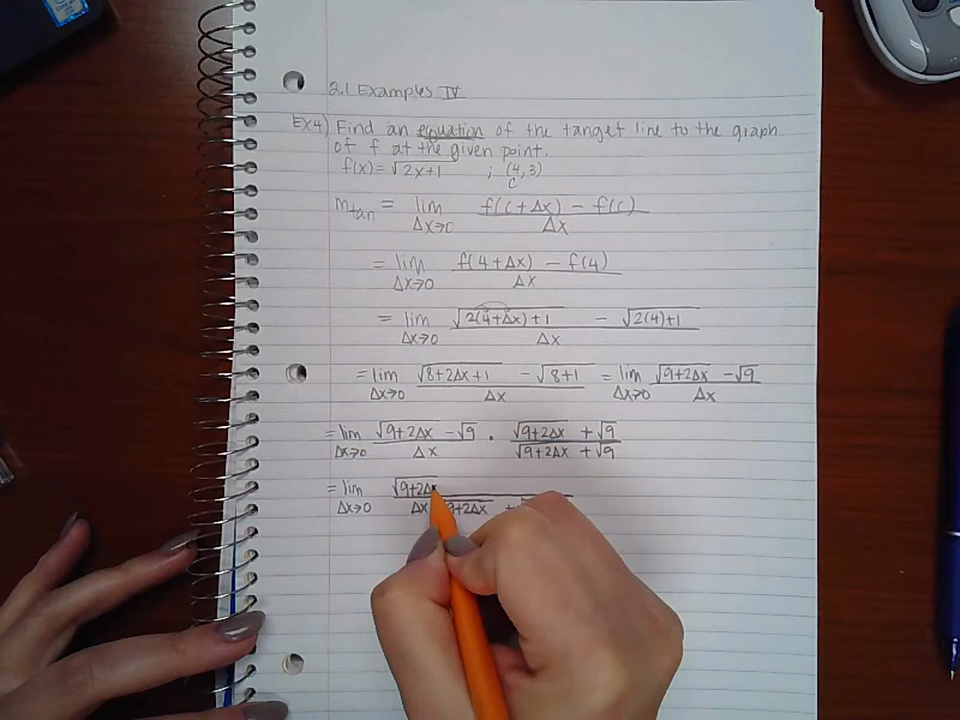 2.1 Examples IV
EX4) Find an equation of the tanget line to the graph
of f at the given point.
f(x)=√2x+1 ; (4,3)
c
mtan = lim Δx→0 f(c+Δx) - f(c) / Δx
= lim Δx→0 f(4+Δx) - f(4) / Δx
= lim Δx→0 √2(4+Δx)+1 - √2(4)+1 / Δx
= lim Δx→0 √8+2Δx+1 - √8+1 / Δx = lim Δx→0 √9+2Δx - √9 / Δx
= lim Δx→0 √9+2Δx - √9 / Δx · √9+2Δx + √9 / √9+2Δx + √9
= lim Δx→0 √9+2Δx / Δx 9+2Δx +